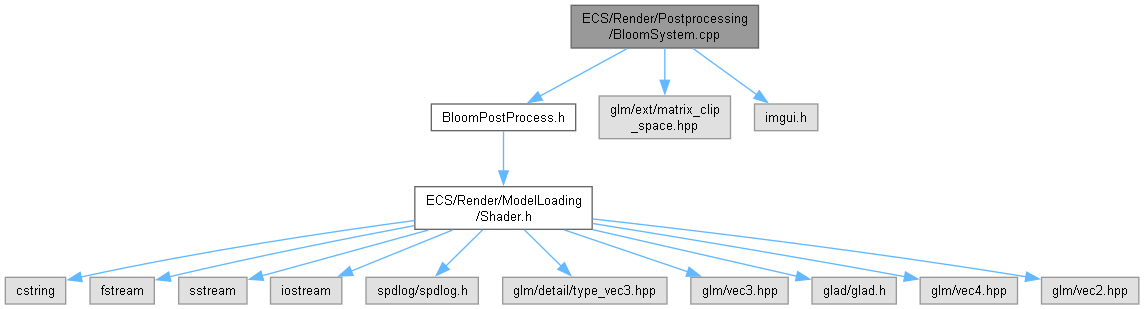 ECS/Render/Postprocessing
/BloomSystem.cpp
BloomPostProcess.h
glm/ext/matrix_clip
_space.hpp
imgui.h
ECS/Render/ModelLoading
/Shader.h
cstring
fstream
sstream
iostream
spdlog/spdlog.h
glm/detail/type_vec3.hpp
glm/vec3.hpp
glad/glad.h
glm/vec4.hpp
glm/vec2.hpp